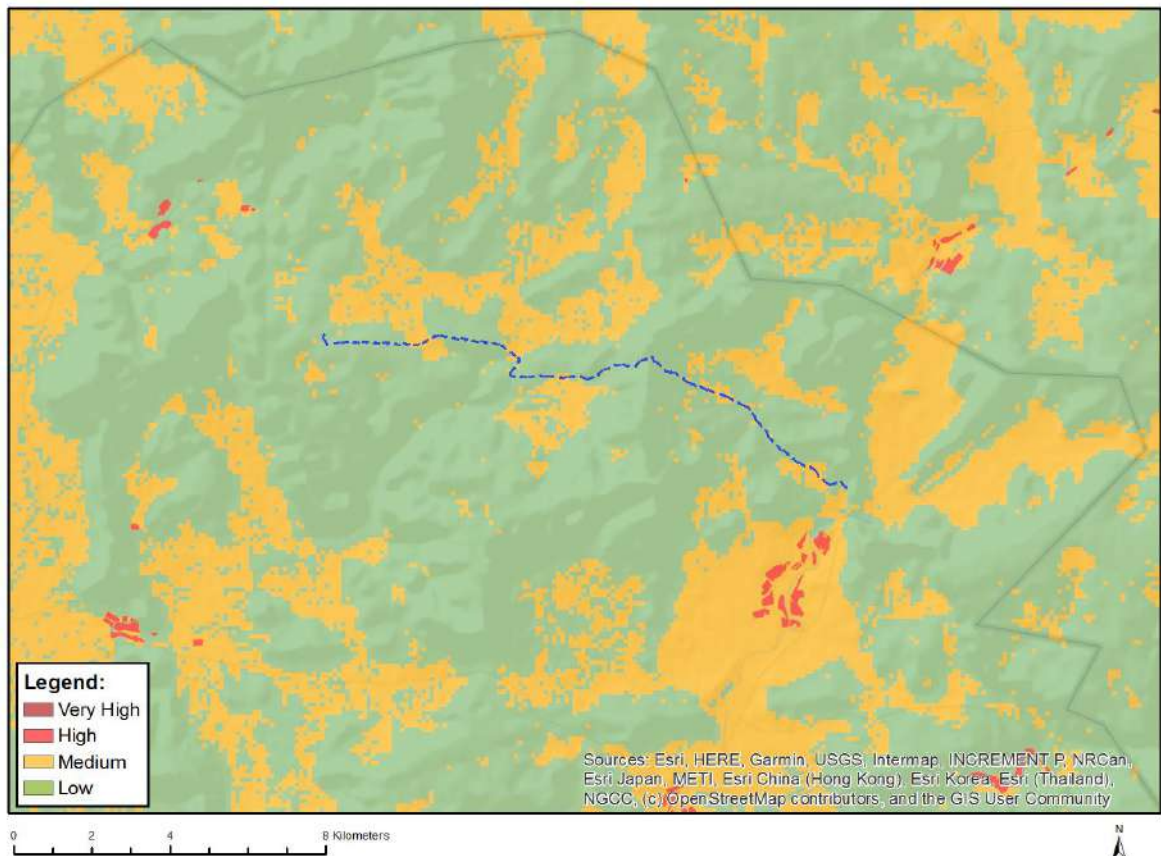 Legend:
Very High
High
Medium
Low
Sources: Esri, HERE, Garmin, USGS, Intermap, INCREMENT P, NRCan,
Esri Japan, METI, Esri China (Hong Kong), Esri Korea, Esri (Thailand),
NGCC, (c) OpenStreetMap contributors, and the GIS User Community
0 2 4 8 Kilometers
N